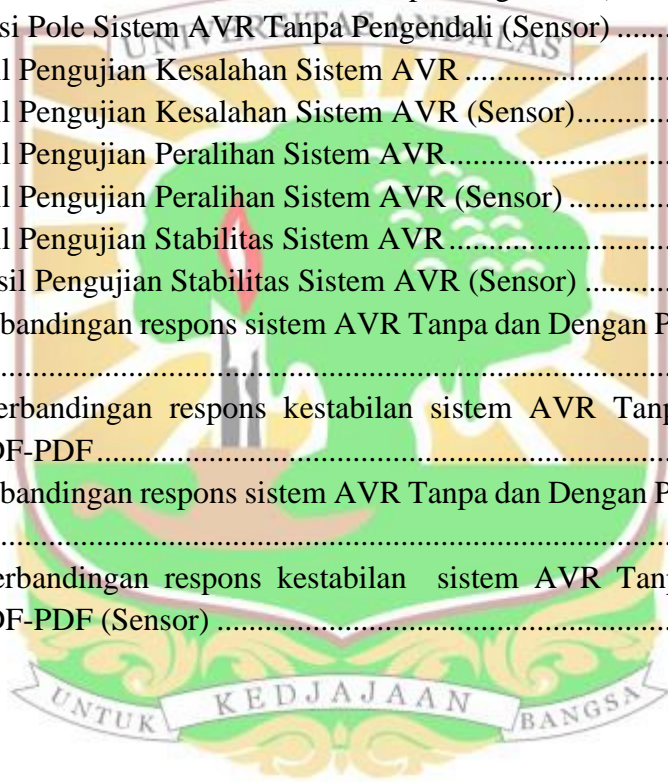 si Pole Sistem AVR Tanpa Pengendali (Sensor) ......
UNIVERSITAS ANDALAS
l Pengujian Kesalahan Sistem AVR ......................
l Pengujian Kesalahan Sistem AVR (Sensor)...........
l Pengujian Peralihan Sistem AVR.........................
l Pengujian Peralihan Sistem AVR (Sensor) ...........
l Pengujian Stabilitas Sistem AVR .........................
sil Pengujian Stabilitas Sistem AVR (Sensor) .........
bandingan respons sistem AVR Tanpa dan Dengan P
...............................................................................
erbandingan respons kestabilan sistem AVR Tanp
DF-PDF..................................................................
bandingan respons sistem AVR Tanpa dan Dengan P
...............................................................................
erbandingan respons kestabilan sistem AVR Tanp
DF-PDF (Sensor) ...................................................
UNTUK KEDJAJAAN BANGSA